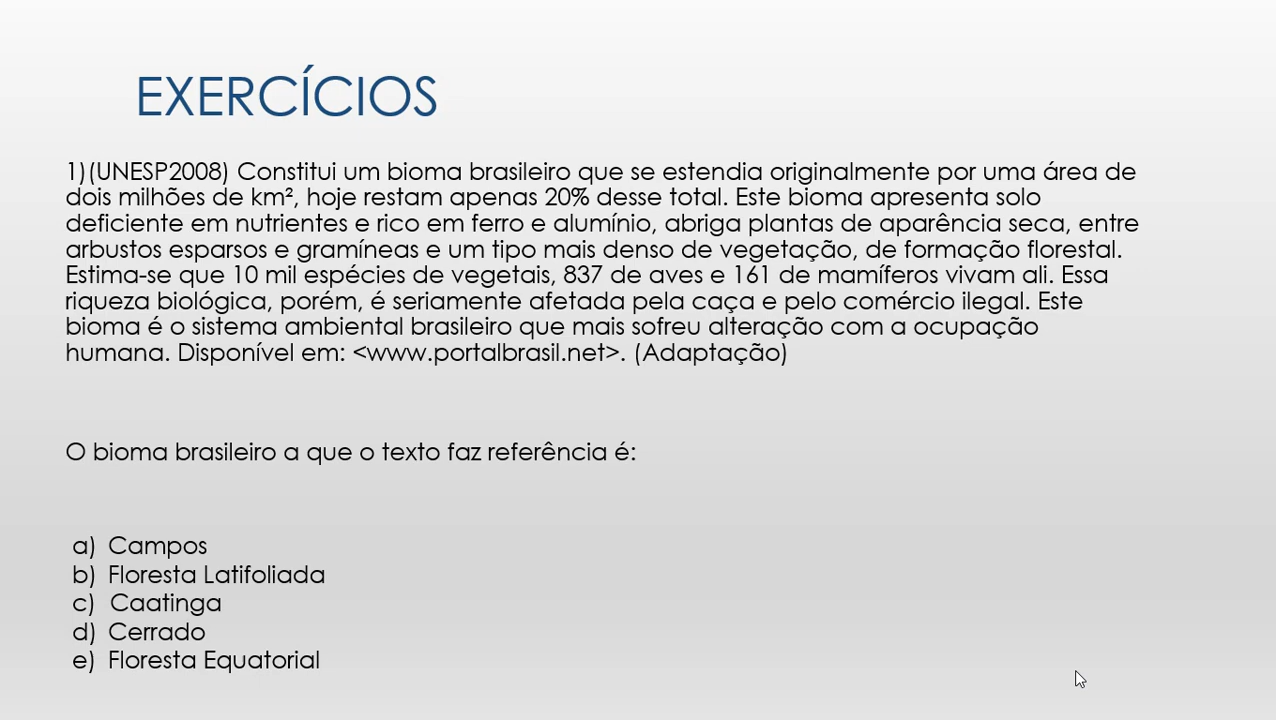 EXERCÍCIOS
1)(UNESP2008) Constitui um bioma brasileiro que se estendia originalmente por uma área de
dois milhões de km², hoje restam apenas 20% desse total. Este bioma apresenta solo
deficiente em nutrientes e rico em ferro e alumínio, abriga plantas de aparência seca, entre
arbustos esparsos e gramíneas e um tipo mais denso de vegetação, de formação florestal.
Estima-se que 10 mil espécies de vegetais, 837 de aves e 161 de mamíferos vivam ali. Essa
riqueza biológica, porém, é seriamente afetada pela caça e pelo comércio ilegal. Este
bioma é o sistema ambiental brasileiro que mais sofreu alteração com a ocupação
humana. Disponível em: <www.portalbrasil.net>. (Adaptação)
O bioma brasileiro a que o texto faz referência é:
a) Campos
b) Floresta Latifoliada
c) Caatinga
d) Cerrado
e) Floresta Equatorial